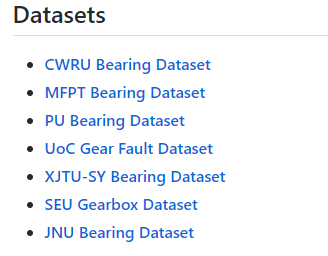 Datasets
CWRU Bearing Dataset
MFPT Bearing Dataset
PU Bearing Dataset
UoC Gear Fault Dataset
XJTU-SY Bearing Dataset
SEU Gearbox Dataset
JNU Bearing Dataset